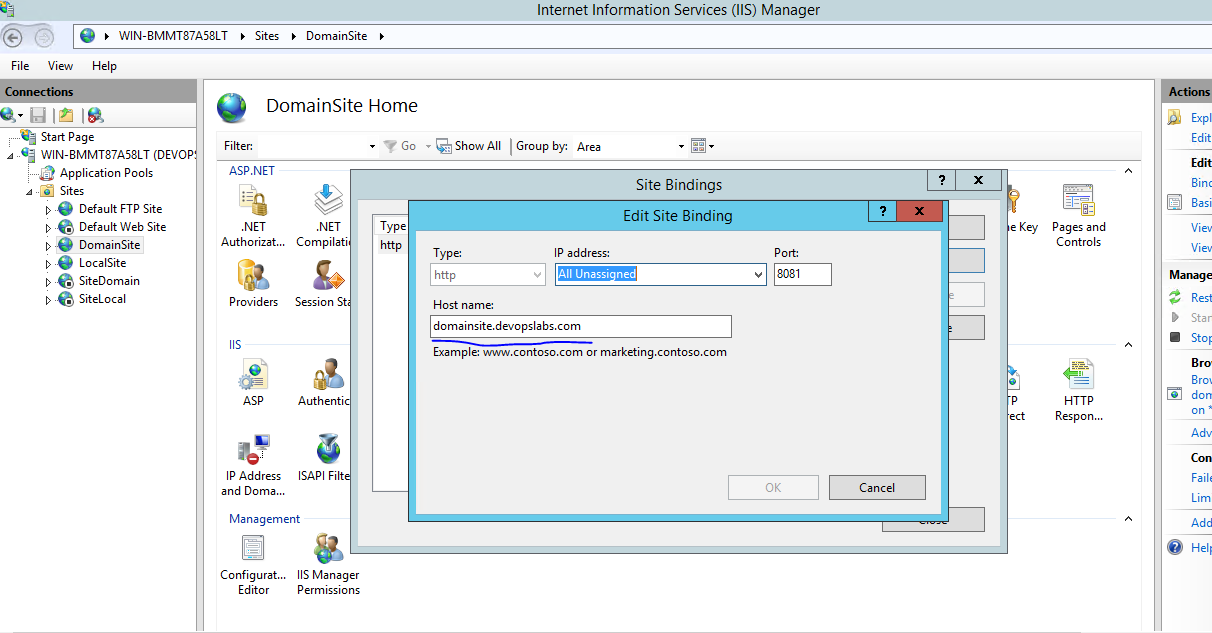 Internet Information Services (IIS) Manager
WIN-BMMT87A58LT Sites DomainSite
File View Help
Connections
Start Page
WIN-BMMT87A58LT (DEVOPS
Application Pools
Sites
Default FTP Site
Default Web Site
DomainSite
LocalSite
SiteDomain
SiteLocal
DomainSite Home
Filter: Go Show All Group by: Area
ASP.NET
.NET
Authorizat...
.NET
Compilati
Providers
Session Sta
e Key
Pages and
Controls
IIS
ASP
Authentic
HTTP
Respon...
IP Address
and Doma...
ISAPI Filte
Management
Configurat...
Editor
IIS Manager
Permissions
Site Bindings
? X
Type
http
Close
Edit Site Binding
? X
Type: IP address: Port:
http All Unassigned 8081
Host name:
domainsite.devopslabs.com
Example: www.contoso.com or marketing.contoso.com
OK Cancel
Actions
Expl
Edit
Edit
Bind
Basi
View
View
Manage
Rest
Star
Stop
Bro
Brow
dom
on *
Adv
Con
Faile
Lim
Add
Help